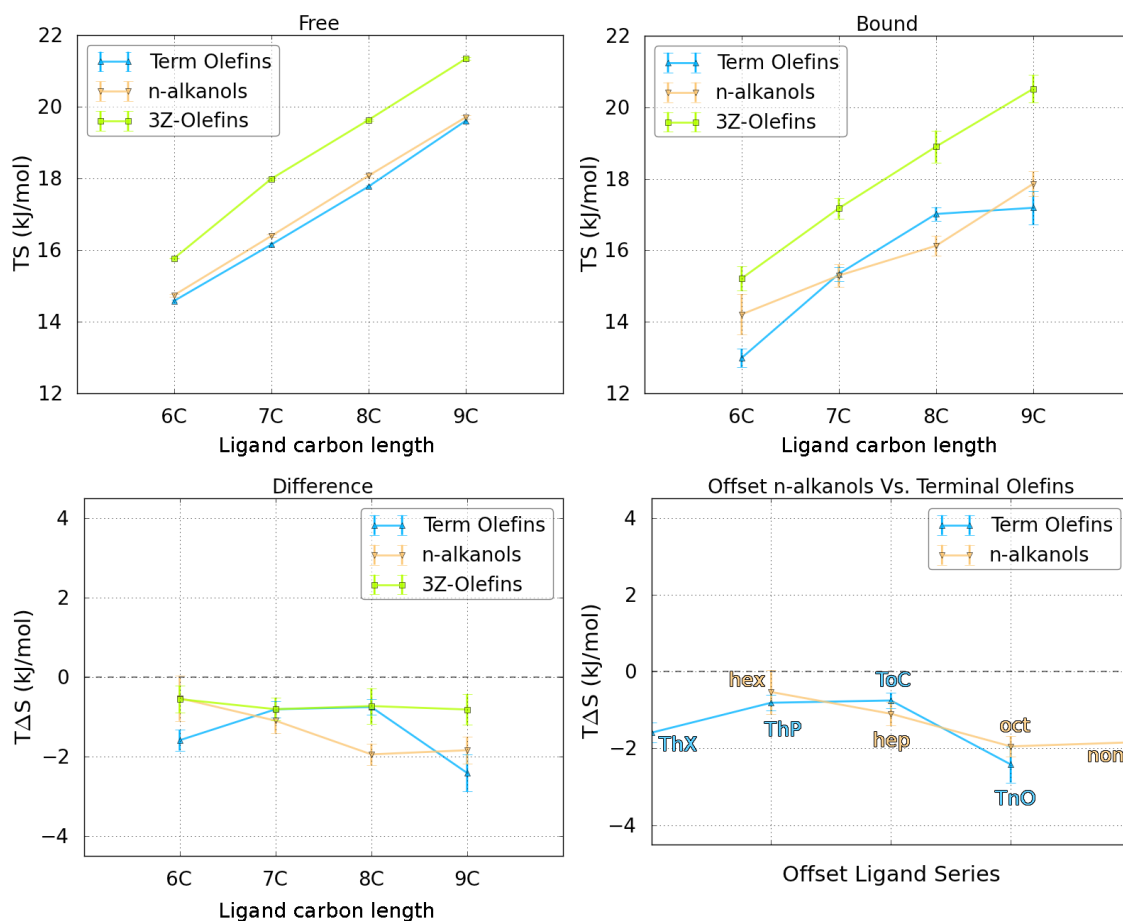 Free
22
20
18
16
14
12
TS (kJ/mol)
Term Olefins
n-alkanols
3Z-Olefins
6C 7C 8C 9C
Ligand carbon length
Bound
22
20
18
16
14
12
TS (kJ/mol)
Term Olefins
n-alkanols
3Z-Olefins
6C 7C 8C 9C
Ligand carbon length
Difference
4
2
0
−2
−4
TΔS (kJ/mol)
Term Olefins
n-alkanols
3Z-Olefins
6C 7C 8C 9C
Ligand carbon length
Offset n-alkanols Vs. Terminal Olefins
4
2
0
−2
−4
TΔS (kJ/mol)
Term Olefins
n-alkanols
hex
ToC
ThX
ThP
hep
oct
non
TnO
Offset Ligand Series